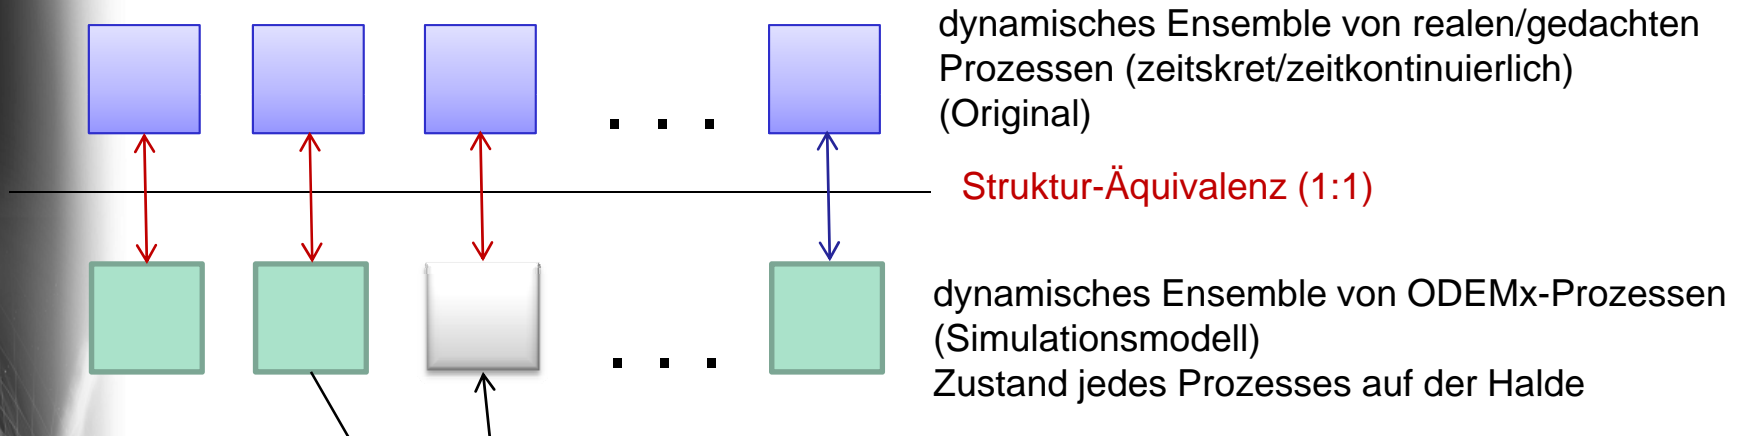 dynamisches Ensemble von realen/gedachten
Prozessen (zeitskret/zeitkontinuierlich)
(Original)
Struktur-Äquivalenz (1:1)
dynamisches Ensemble von ODEMx-Prozessen
(Simulationsmodell)
Zustand jedes Prozesses auf der Halde